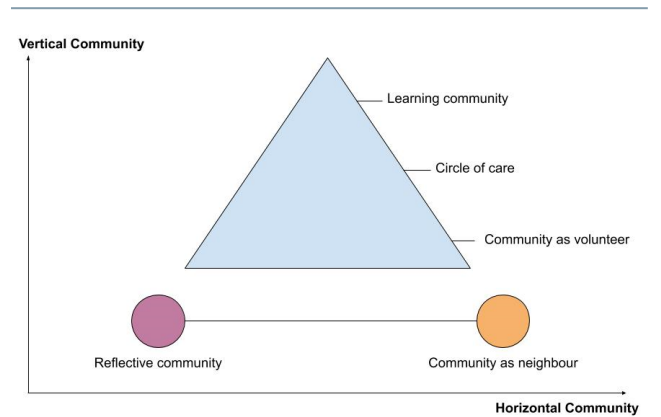 Vertical Community
Learning community
Circle of care
Community as volunteer
Reflective community
Community as neighbour
Horizontal Community